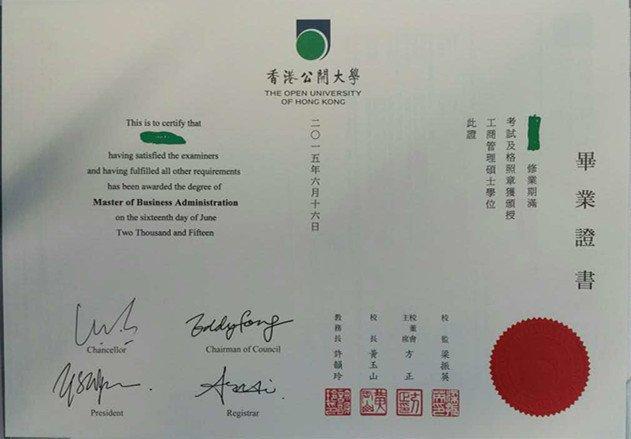 香港公開大學
THE OPEN UNIVERSITY
OF HONG KONG
This is to certify that
having satisfied the examiners
and having fulfilled all other requirements
has been awarded the degree of
Master of Business Administration
on the sixteenth day of June
Two Thousand and Fifteen
畢業證書
修業期滿
考試及格照章獲頒授
工商管理碩士學位
此證
二〇一五年六月十六日
Chancellor
Eddy Fong
Chairman of Council
President
Registrar
校監 梁振英
校董會主席 方正
校長 黃玉山
教務長 許韻玲